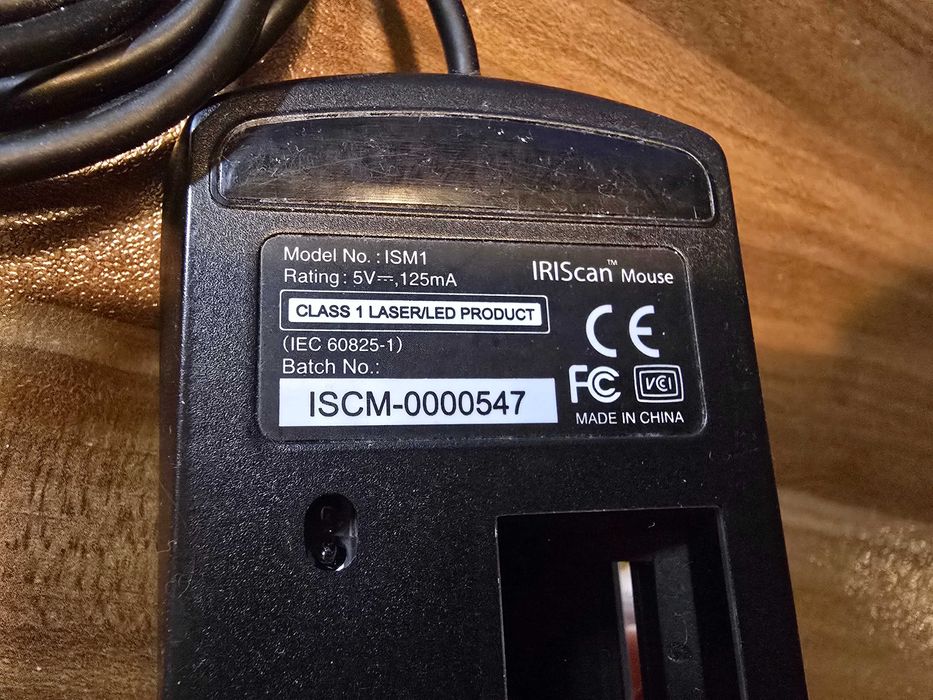 Model No. : ISM1
Rating : 5V⎓,125mA
IRIScan™ Mouse
CLASS 1 LASER/LED PRODUCT
(IEC 60825-1)
Batch No.:
ISCM-0000547
CE
FC
VCI
MADE IN CHINA